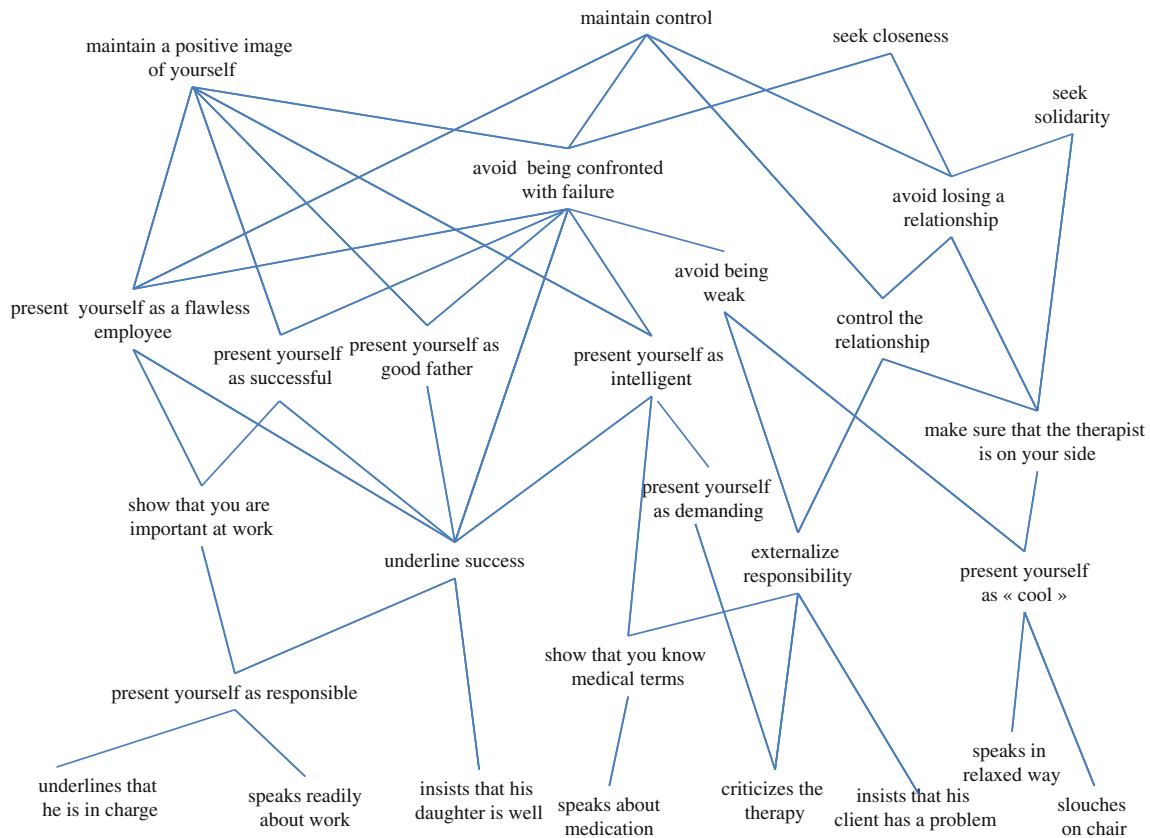 maintain control
seek closeness
maintain a positive image
of yourself
seek
solidarity
avoid being confronted
with failure
avoid losing a
relationship
avoid being
weak
present yourself as a flawless
employee
control the
relationship
present yourself
as successful
present yourself as
good father
present yourself as
intelligent
make sure that the therapist
is on your side
show that you are
important at work
present yourself
as demanding
underline success
externalize
responsibility
present yourself
as « cool »
show that you know
medical terms
present yourself as responsible
underlines that
he is in charge
speaks readily
about work
insists that his
daughter is well
speaks about
medication
criticizes the
therapy
insists that his
client has a problem
speaks in
relaxed way
slouches
on chair